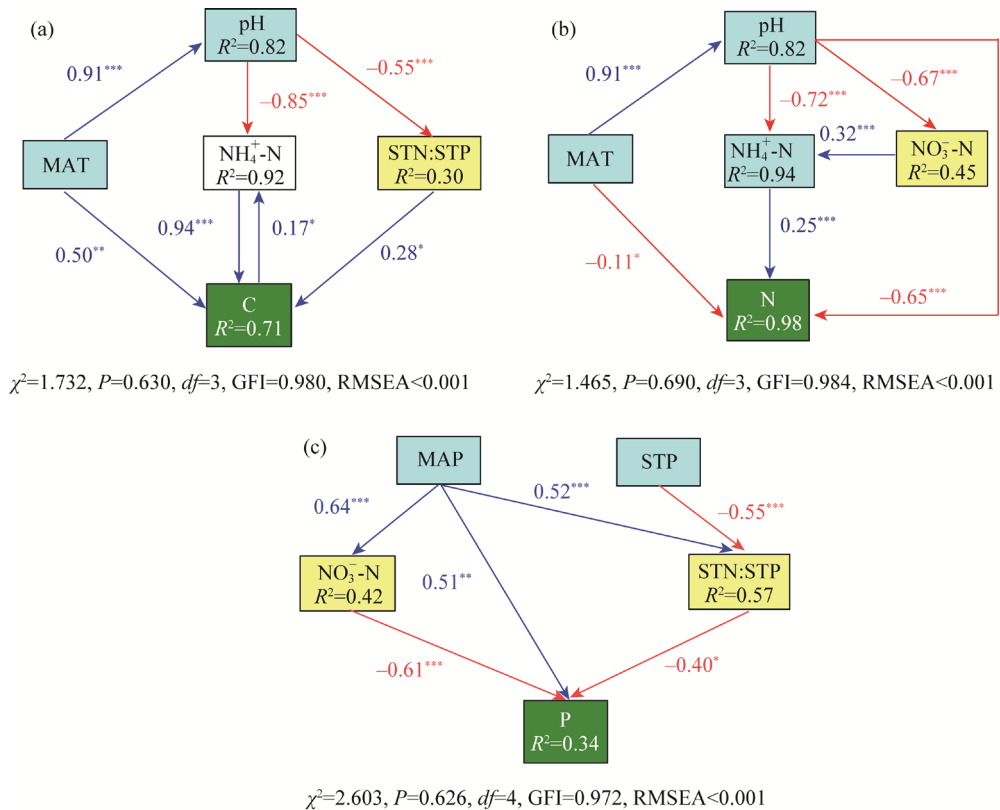 (a)
pH
R²=0.82
0.91***
−0.55***
−0.85***
MAT
NH₄⁺-N
R²=0.92
STN:STP
R²=0.30
0.50**
0.94***
0.17*
0.28*
C
R²=0.71
χ²=1.732, P=0.630, df=3, GFI=0.980, RMSEA<0.001
(b)
pH
R²=0.82
0.91***
−0.67***
−0.72***
0.32***
MAT
NH₄⁺-N
R²=0.94
NO₃⁻-N
R²=0.45
0.25***
−0.11*
−0.65***
N
R²=0.98
χ²=1.465, P=0.690, df=3, GFI=0.984, RMSEA<0.001
(c)
MAP
STP
0.64***
0.52***
−0.55***
NO₃⁻-N
R²=0.42
0.51**
STN:STP
R²=0.57
−0.61***
−0.40*
P
R²=0.34
χ²=2.603, P=0.626, df=4, GFI=0.972, RMSEA<0.001